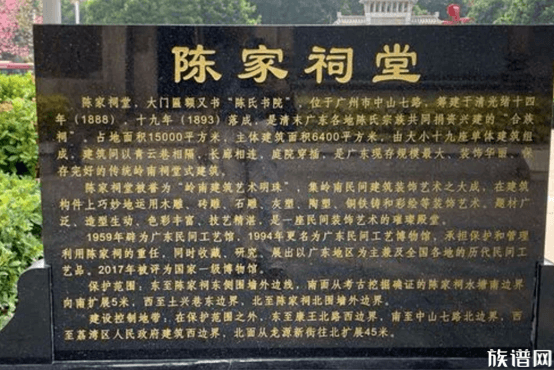 陈家祠堂
陈家祠堂，大门匾额又书“陈氏书院”，位于广州市中山七路，筹建于清光绪十四
年（1888），十九年（1893）落成，是清末广东各地陈氏宗族共同捐资兴建的“合族
祠”，占地面积15000平方米，主体建筑面积6400平方米，由大小十九座单体建筑组
成，建筑间以青云巷相隔，长廊相连，庭院穿插，是广东现存规模最大、装饰华丽、
存完好的传统岭南祠堂式建筑。
陈家祠堂被誉为“岭南建筑艺术明珠”，集岭南民间建筑装饰艺术之大成，在建筑
构件上巧妙地运用木雕、砖雕、石雕、灰塑、陶塑、铜铁铸和彩绘等装饰艺术。题材广
泛、造型生动、色彩丰富、技艺精湛，是一座民间装饰艺术的璀璨殿堂。
1959年辟为广东民间工艺馆，1994年更名为广东民间工艺博物馆，承担保护和管理
利用陈家祠的重任，同时收藏、研究、展出以广东地区为主兼及全国各地的历代民间工
艺品。2017年被评为国家一级博物馆。
保护范围：东至陈家祠东侧围墙外边线，南面从考古挖掘确证的陈家祠水塘南边界
向南扩展5米，西至土兴巷东边界，北至陈家祠北围墙外边界。
建设控制地带：在保护范围之外，东至康王北路西边界，南至中山七路北边界，西
至荔湾区人民政府建筑西边界，北面从龙源新街往北扩展45米。
族谱网